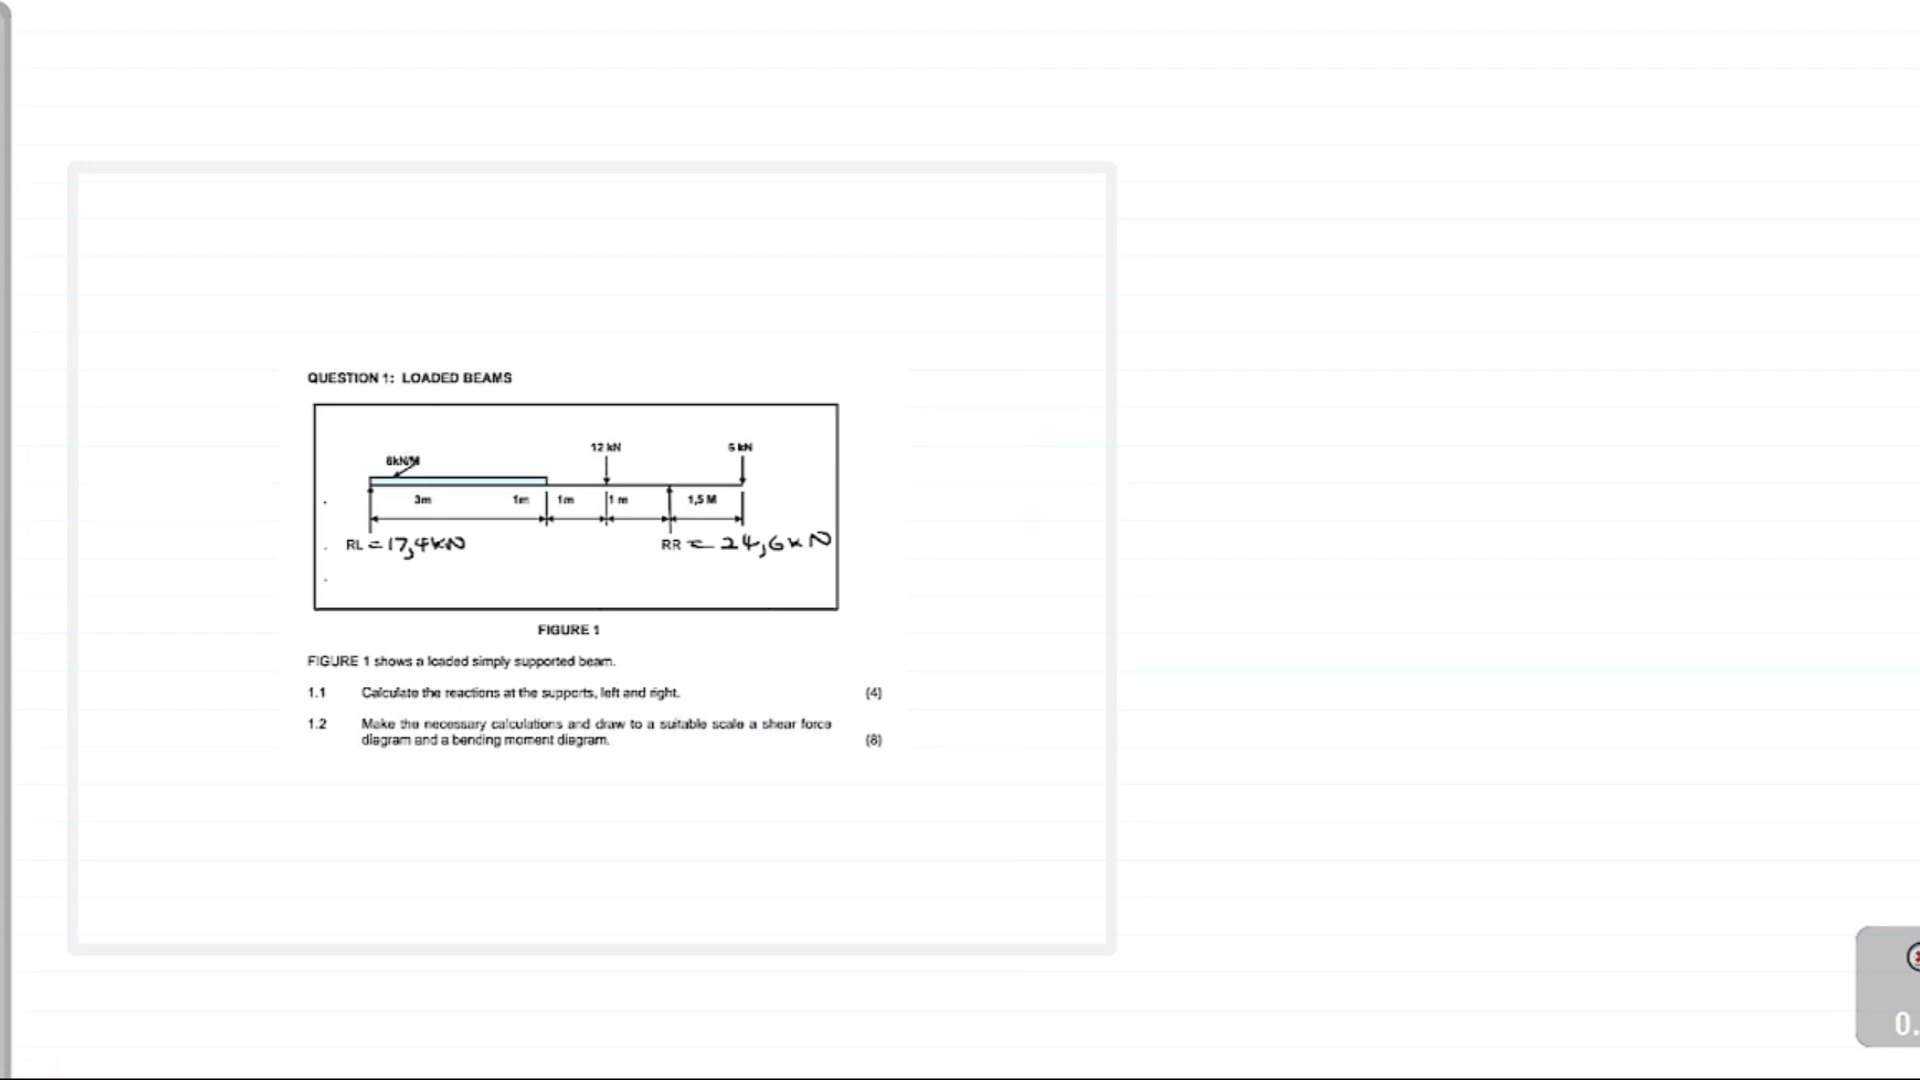 QUESTION 1: LOADED BEAMS
12 kN
6 kN
8kN/M
3m 1m 1m 1 m 1,5 M
RL = 17,4kN RR = 24,6kN
FIGURE 1
FIGURE 1 shows a loaded simply supported beam.
1.1 Calculate the reactions at the supports, left and right. (4)
1.2 Make the necessary calculations and draw to a suitable scale a shear force
diagram and a bending moment diagram. (8)
0.